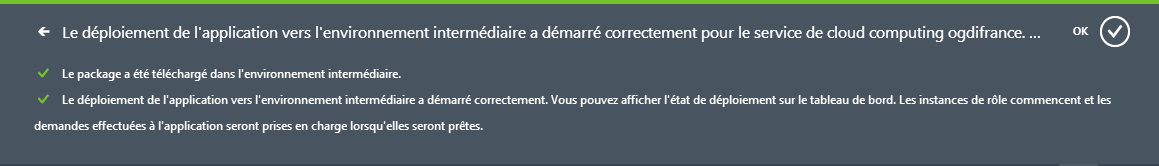 Le déploiement de l'application vers l'environnement intermédiaire a démarré correctement pour le service de cloud computing ogdifrance. ...
OK
Le package a été téléchargé dans l'environnement intermédiaire.
Le déploiement de l'application vers l'environnement intermédiaire a démarré correctement. Vous pouvez afficher l'état de déploiement sur le tableau de bord. Les instances de rôle commencent et les
demandes effectuées à l'application seront prises en charge lorsqu'elles seront prêtes.